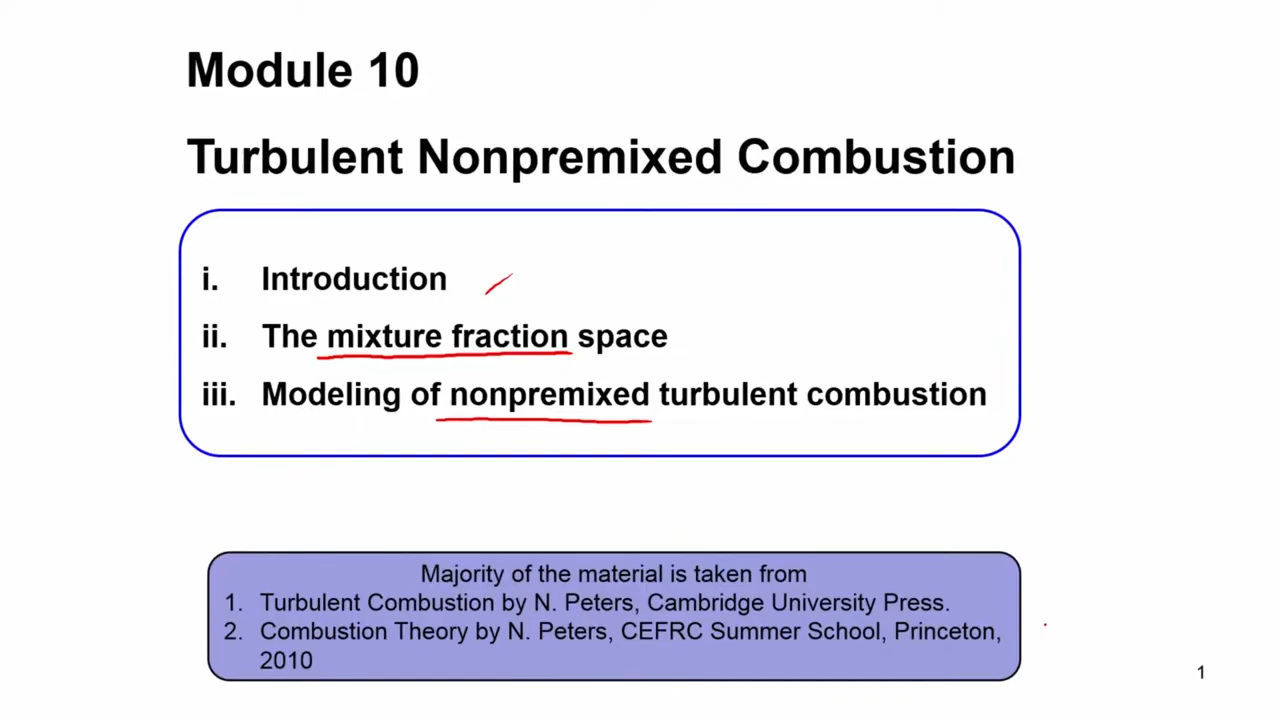 Module 10
Turbulent Nonpremixed Combustion
i. Introduction
ii. The mixture fraction space
iii. Modeling of nonpremixed turbulent combustion
Majority of the material is taken from
1. Turbulent Combustion by N. Peters, Cambridge University Press.
2. Combustion Theory by N. Peters, CEFRC Summer School, Princeton,
2010
1